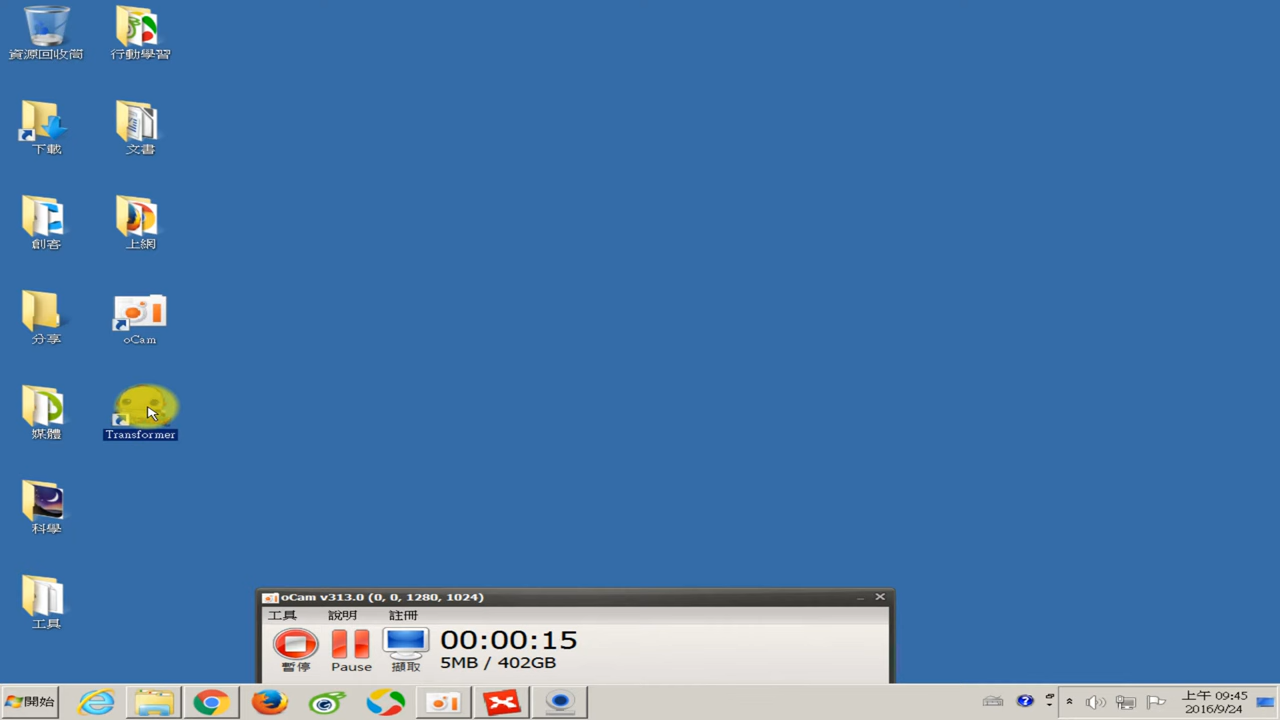 資源回收筒
行動學習
下載
文書
創客
上網
分享
oCam
媒體
Transformer
科學
工具
oCam v313.0 (0, 0, 1280, 1024)
工具 說明 註冊
00:00:15
5MB / 402GB
暫停 Pause 擷取
開始
上午 09:45
2016/9/24